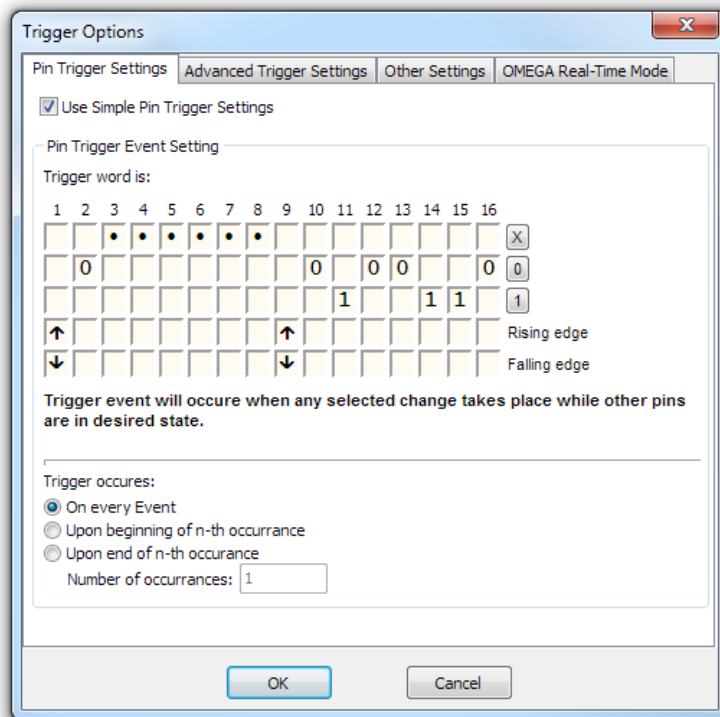 Trigger Options
Pin Trigger Settings Advanced Trigger Settings Other Settings OMEGA Real-Time Mode
Use Simple Pin Trigger Settings
Pin Trigger Event Setting
Trigger word is:
1 2 3 4 5 6 7 8 9 10 11 12 13 14 15 16
• • • • • • X
0 0 0 0 0 0
1 1 1 1
↑ ↑ Rising edge
↓ ↓ Falling edge
Trigger event will occure when any selected change takes place while other pins
are in desired state.
Trigger occures:
On every Event
Upon beginning of n-th occurrance
Upon end of n-th occurance
Number of occurrances: 1
OK Cancel